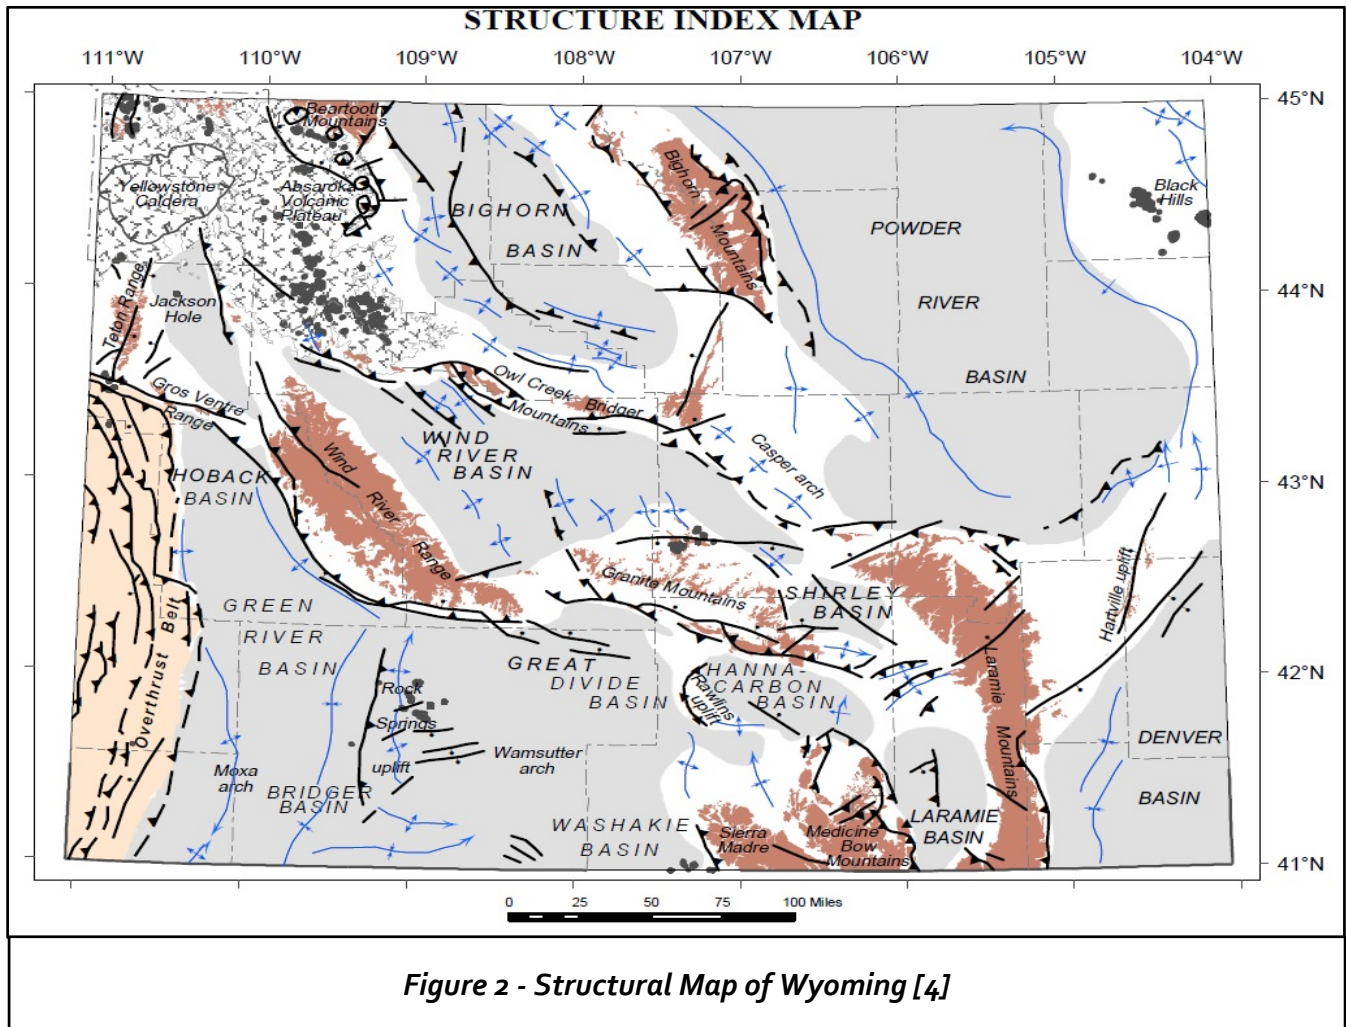 STRUCTURE INDEX MAP
111°W
110°W
109°W
108°W
107°W
106°W
105°W
104°W
45°N
44°N
43°N
42°N
41°N
Beartooth
Mountains
Yellowstone
Caldera
Absaroka
Volcanic
Plateau
BIGHORN
BASIN
Bighorn
Mountains
POWDER
RIVER
BASIN
Black
Hills
Teton Range
Jackson
Hole
Gros Ventre
Range
Owl Creek
Mountains
Bridger
WIND
RIVER
BASIN
Casper arch
HOBACK
BASIN
Wind
River
Range
Granite Mountains
SHIRLEY
BASIN
Hartville uplift
GREEN
RIVER
BASIN
Overthrust Belt
GREAT
DIVIDE
BASIN
HANNA-
CARBON
BASIN
Rawlins
uplift
Laramie
Mountains
Rock
Springs
uplift
Wamsutter
arch
Moxa
arch
BRIDGER
BASIN
WASHAKIE
BASIN
Sierra
Madre
Medicine
Bow
Mountains
LARAMIE
BASIN
DENVER
BASIN
0 25 50 75 100 Miles
Figure 2 - Structural Map of Wyoming [4]